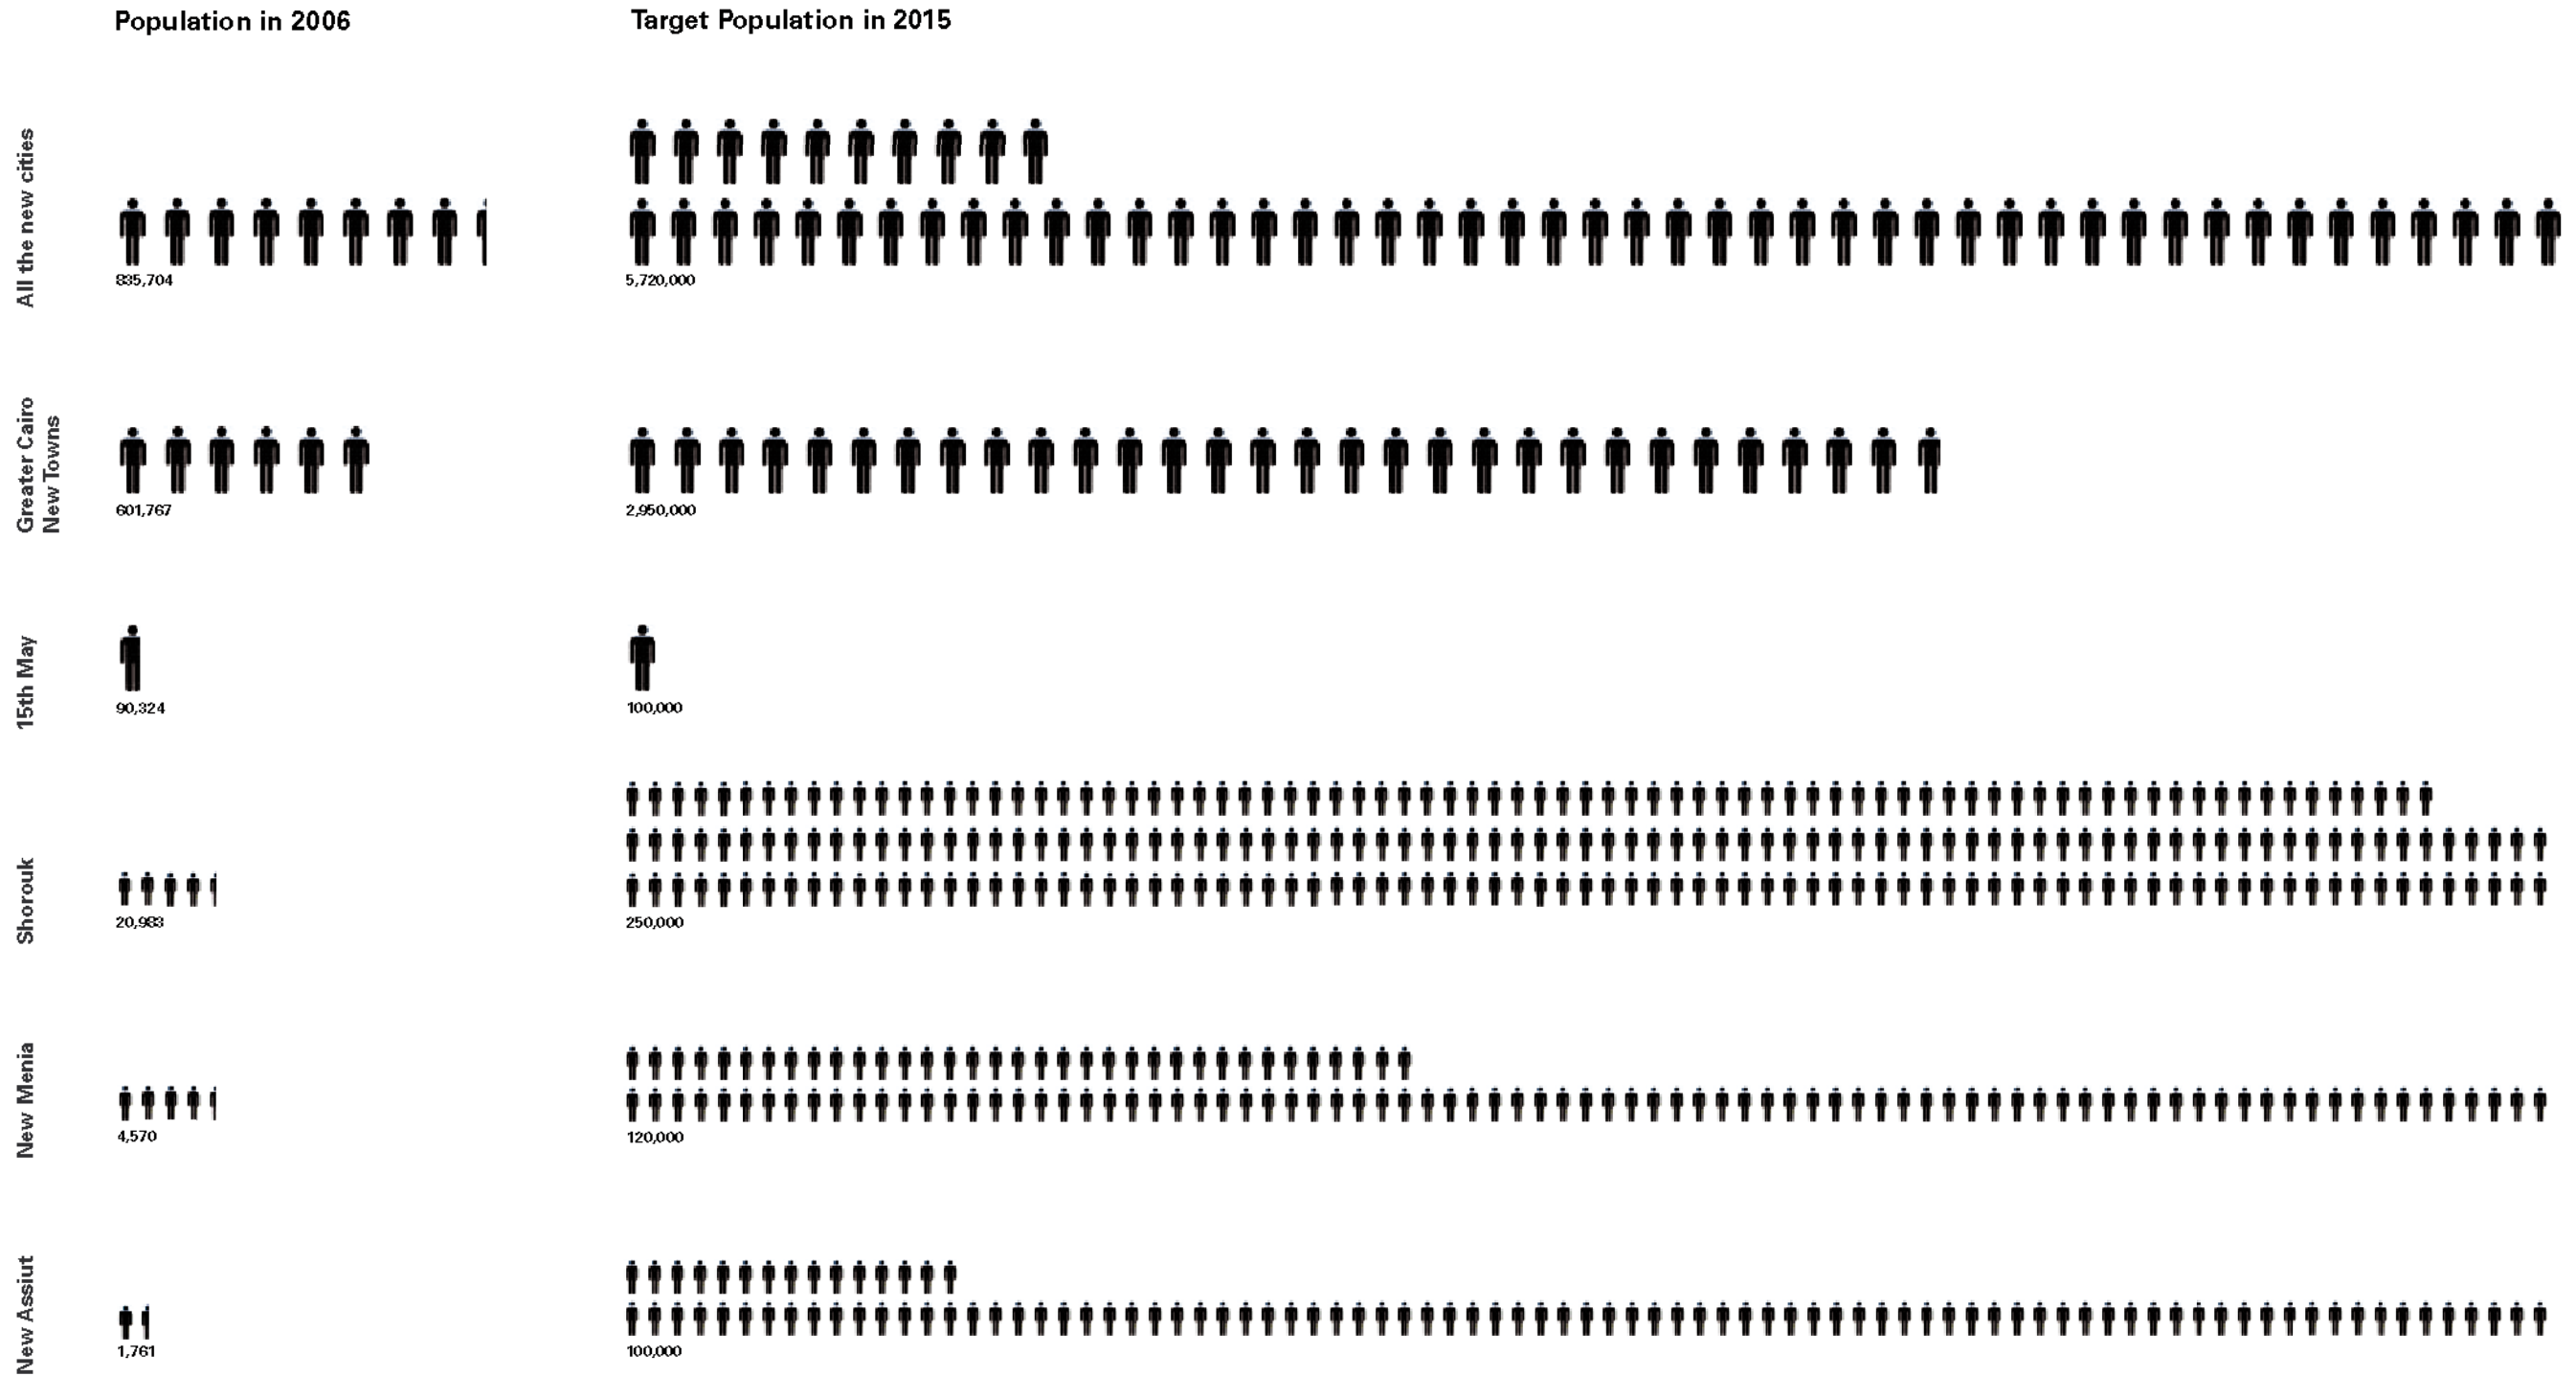 Population in 2006
Target Population in 2015
All the new cities
835,704
5,720,000
Greater Cairo
New Towns
601,767
2,950,000
15th May
90,324
100,000
Shorouk
20,983
250,000
New Menia
4,570
120,000
New Assiut
1,761
100,000